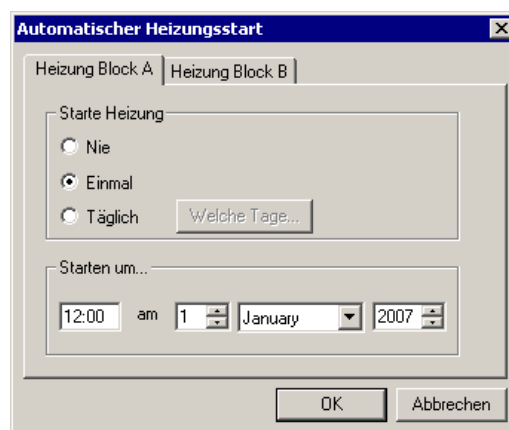 Automatischer Heizungsstart
Heizung Block A Heizung Block B
Starte Heizung
Nie
Einmal
Täglich Welche Tage...
Starten um...
12:00 am 1 January 2007
OK Abbrechen